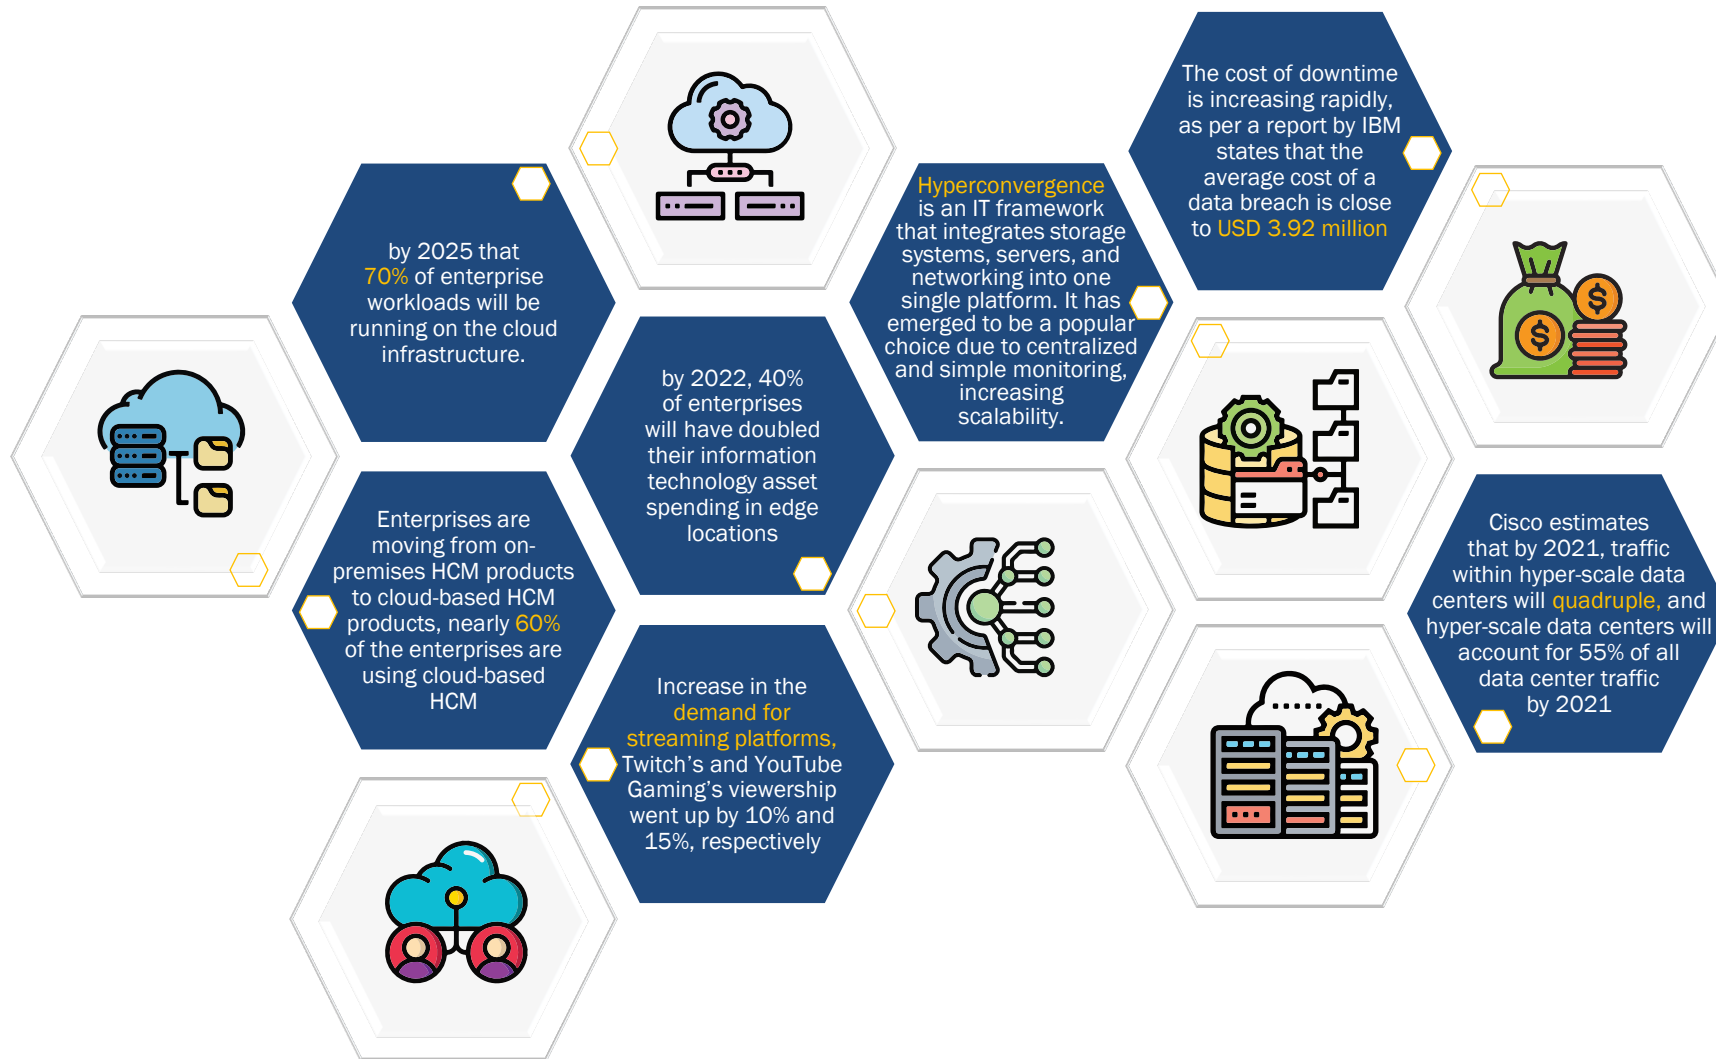 by 2025 that
70% of enterprise
workloads will be
running on the cloud
infrastructure.
Enterprises are
moving from on-
premises HCM products
to cloud-based HCM
products, nearly 60%
of the enterprises are
using cloud-based
HCM
by 2022, 40%
of enterprises
will have doubled
their information
technology asset
spending in edge
locations
Increase in the
demand for
streaming platforms,
Twitch’s and YouTube
Gaming’s viewership
went up by 10% and
15%, respectively
Hyperconvergence
is an IT framework
that integrates storage
systems, servers, and
networking into one
single platform. It has
emerged to be a popular
choice due to centralized
and simple monitoring,
increasing
scalability.
The cost of downtime
is increasing rapidly,
as per a report by IBM
states that the
average cost of a
data breach is close
to USD 3.92 million
Cisco estimates
that by 2021, traffic
within hyper-scale data
centers will quadruple, and
hyper-scale data centers will
account for 55% of all
data center traffic
by 2021